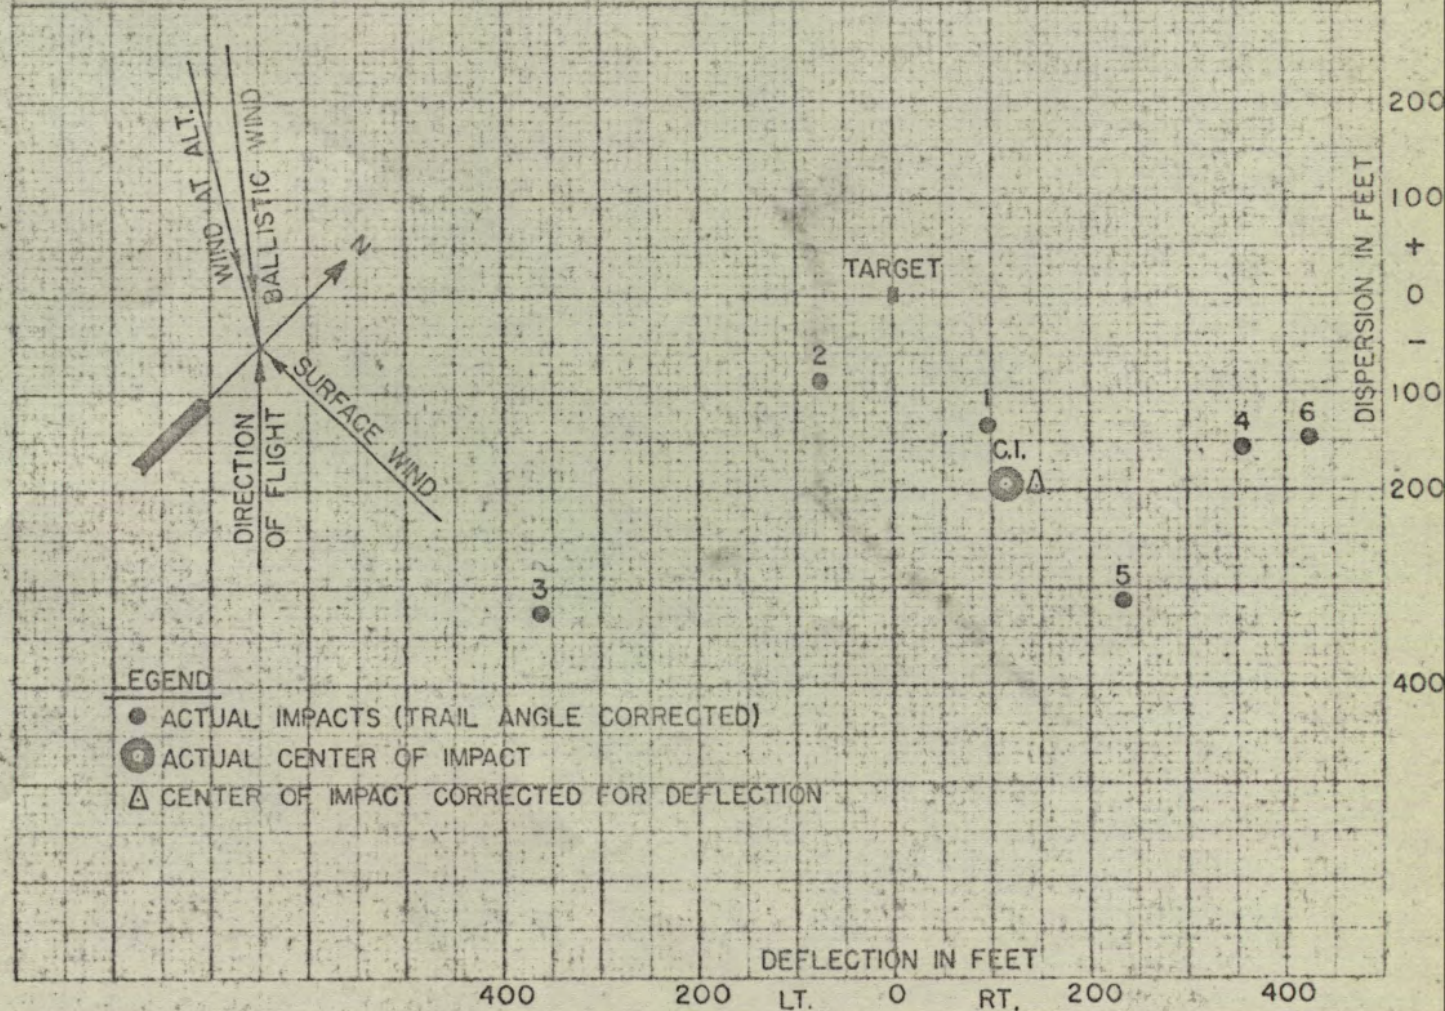 WIND AT ALT.
BALLISTIC WIND
N
SURFACE WIND
DIRECTION
OF FLIGHT
TARGET
2
1
C.I.
4
6
3
5
200
100
+
0
-
100
200
400
DISPERSION IN FEET
EGEND
ACTUAL IMPACTS (TRAIL ANGLE CORRECTED)
ACTUAL CENTER OF IMPACT
CENTER OF IMPACT CORRECTED FOR DEFLECTION
DEFLECTION IN FEET
400 200 LT. 0 RT. 200 400